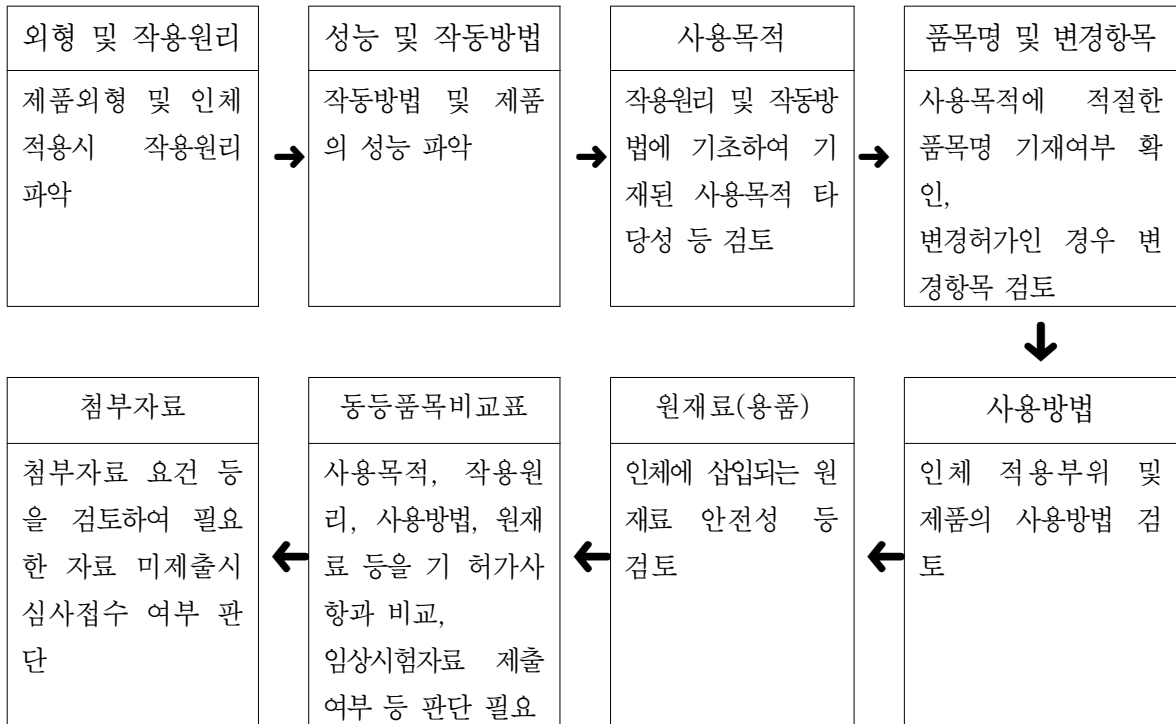 외형 및 작용원리
제품외형 및 인체
적용시 작용원리
파악
성능 및 작동방법
작동방법 및 제품
의 성능 파악
사용목적
작용원리 및 작동방
법에 기초하여 기
재된 사용목적 타
당성 등 검토
품목명 및 변경항목
사용목적에 적절한
품목명 기재여부 확
인,
변경허가인 경우 변
경항목 검토
사용방법
인체 적용부위 및
제품의 사용방법 검
토
원재료(용품)
인체에 삽입되는 원
재료 안전성 등
검토
동등품목비교표
사용목적, 작용원
리, 사용방법, 원재
료 등을 기 허가사
항과 비교,
임상시험자료 제출
여부 등 판단 필요
첨부자료
첨부자료 요건 등
을 검토하여 필요
한 자료 미제출시
심사접수 여부 판
단